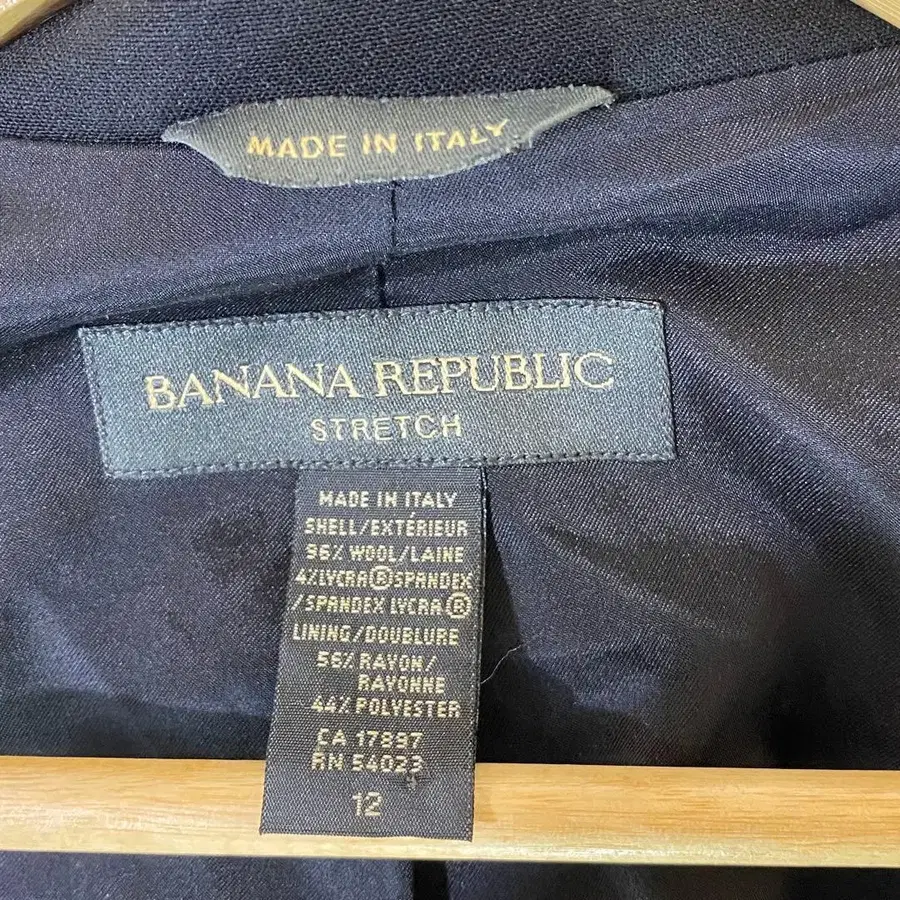 MADE IN ITALY
BANANA REPUBLIC
STRETCH
MADE IN ITALY
SHELL/EXTÉRIEUR
96% WOOL/LAINE
4%LYCRA®SPANDEX
/SPANDEX LYCRA®
LINING/DOUBLURE
56% RAYON/
RAYONNE
44% POLYESTER
CA 17897
RN 54023
12